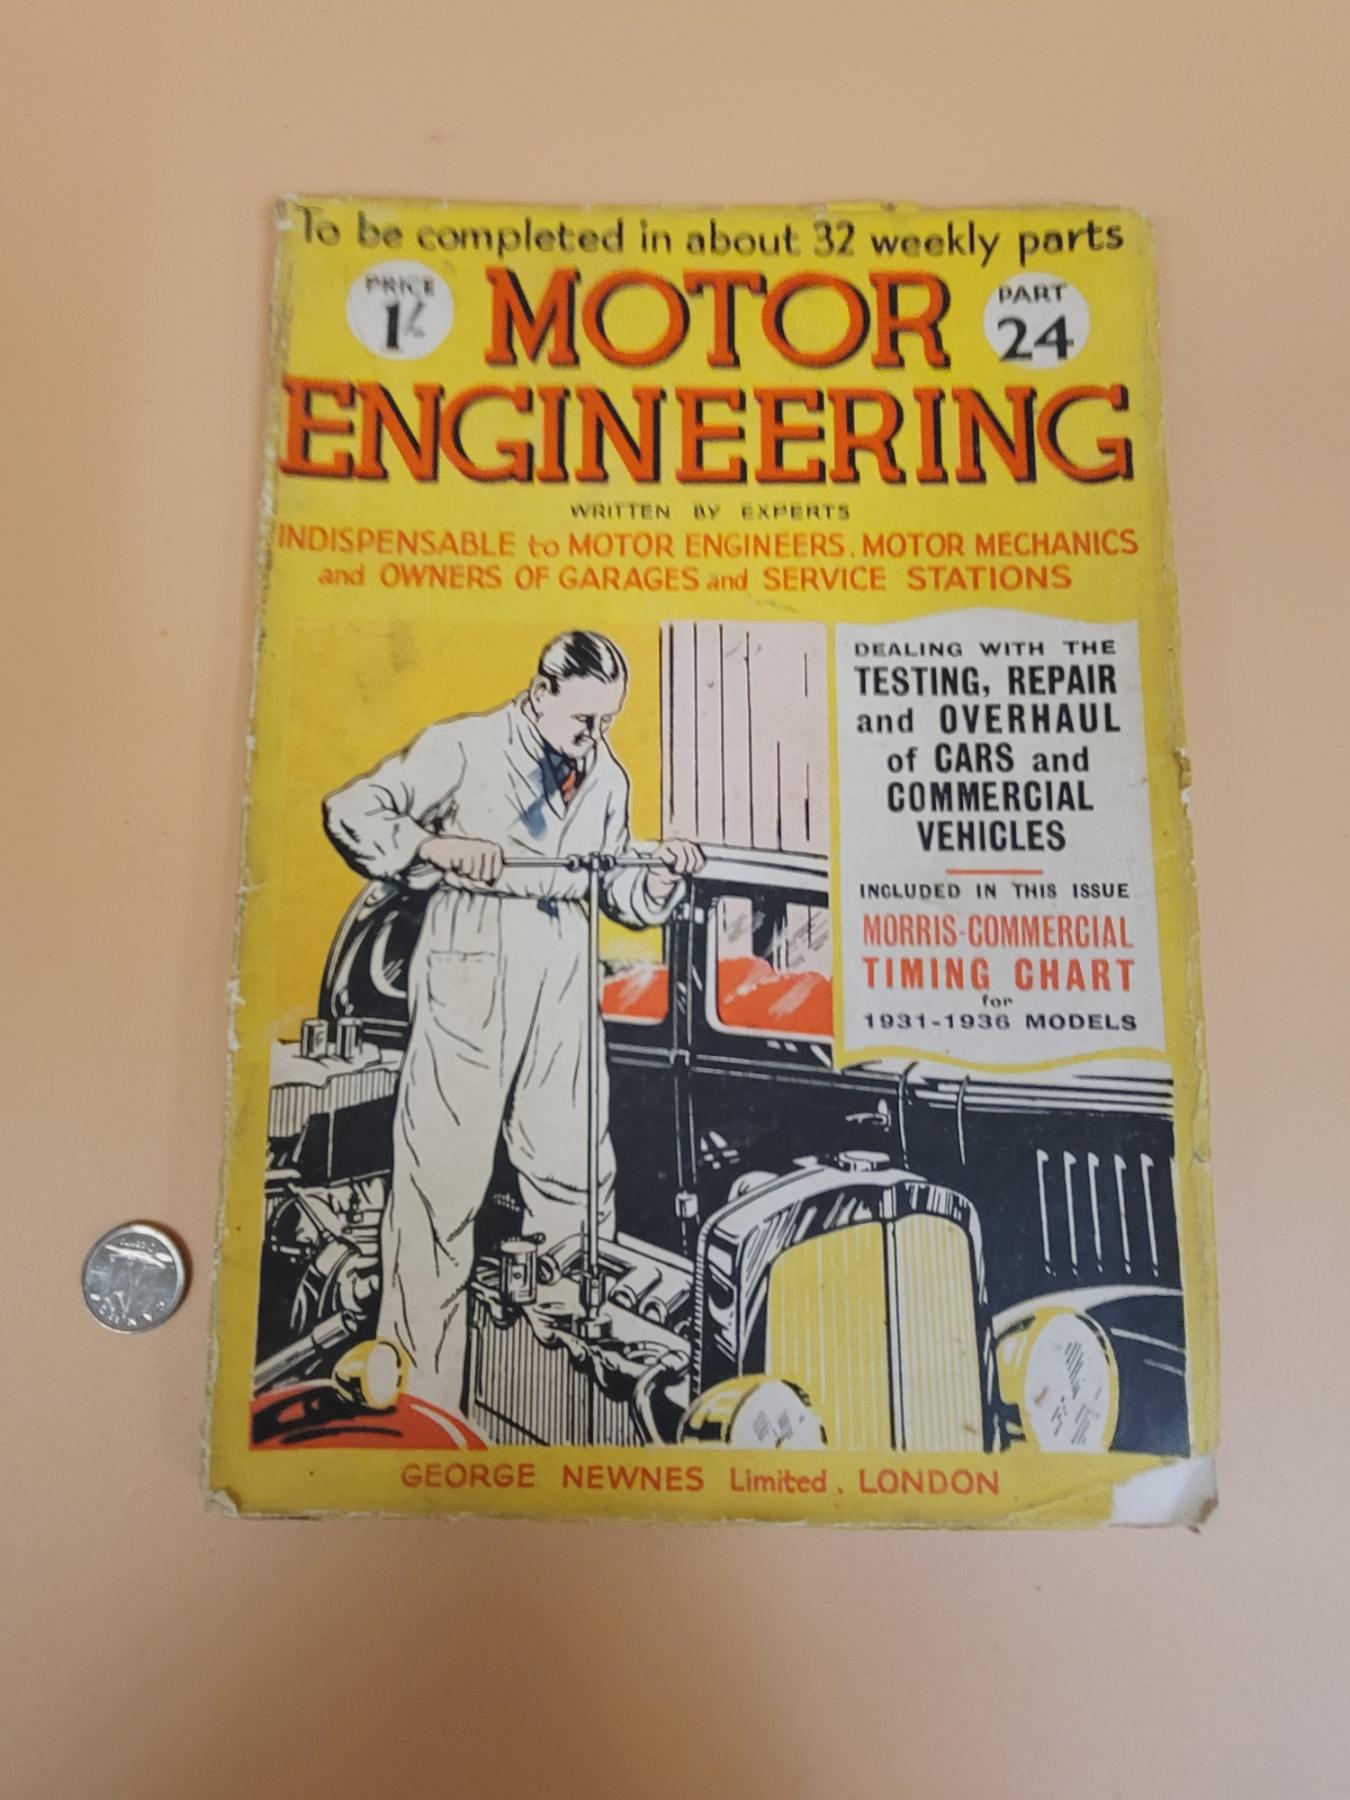 To be completed in about 32 weekly parts
PRICE
1/-
MOTOR
PART
24
ENGINEERING
WRITTEN BY EXPERTS
INDISPENSABLE to MOTOR ENGINEERS, MOTOR MECHANICS
and OWNERS OF GARAGES and SERVICE STATIONS
DEALING WITH THE
TESTING, REPAIR
and OVERHAUL
of CARS and
COMMERCIAL
VEHICLES
INCLUDED IN THIS ISSUE
MORRIS-COMMERCIAL
TIMING CHART
for
1931-1936 MODELS
GEORGE NEWNES Limited, LONDON